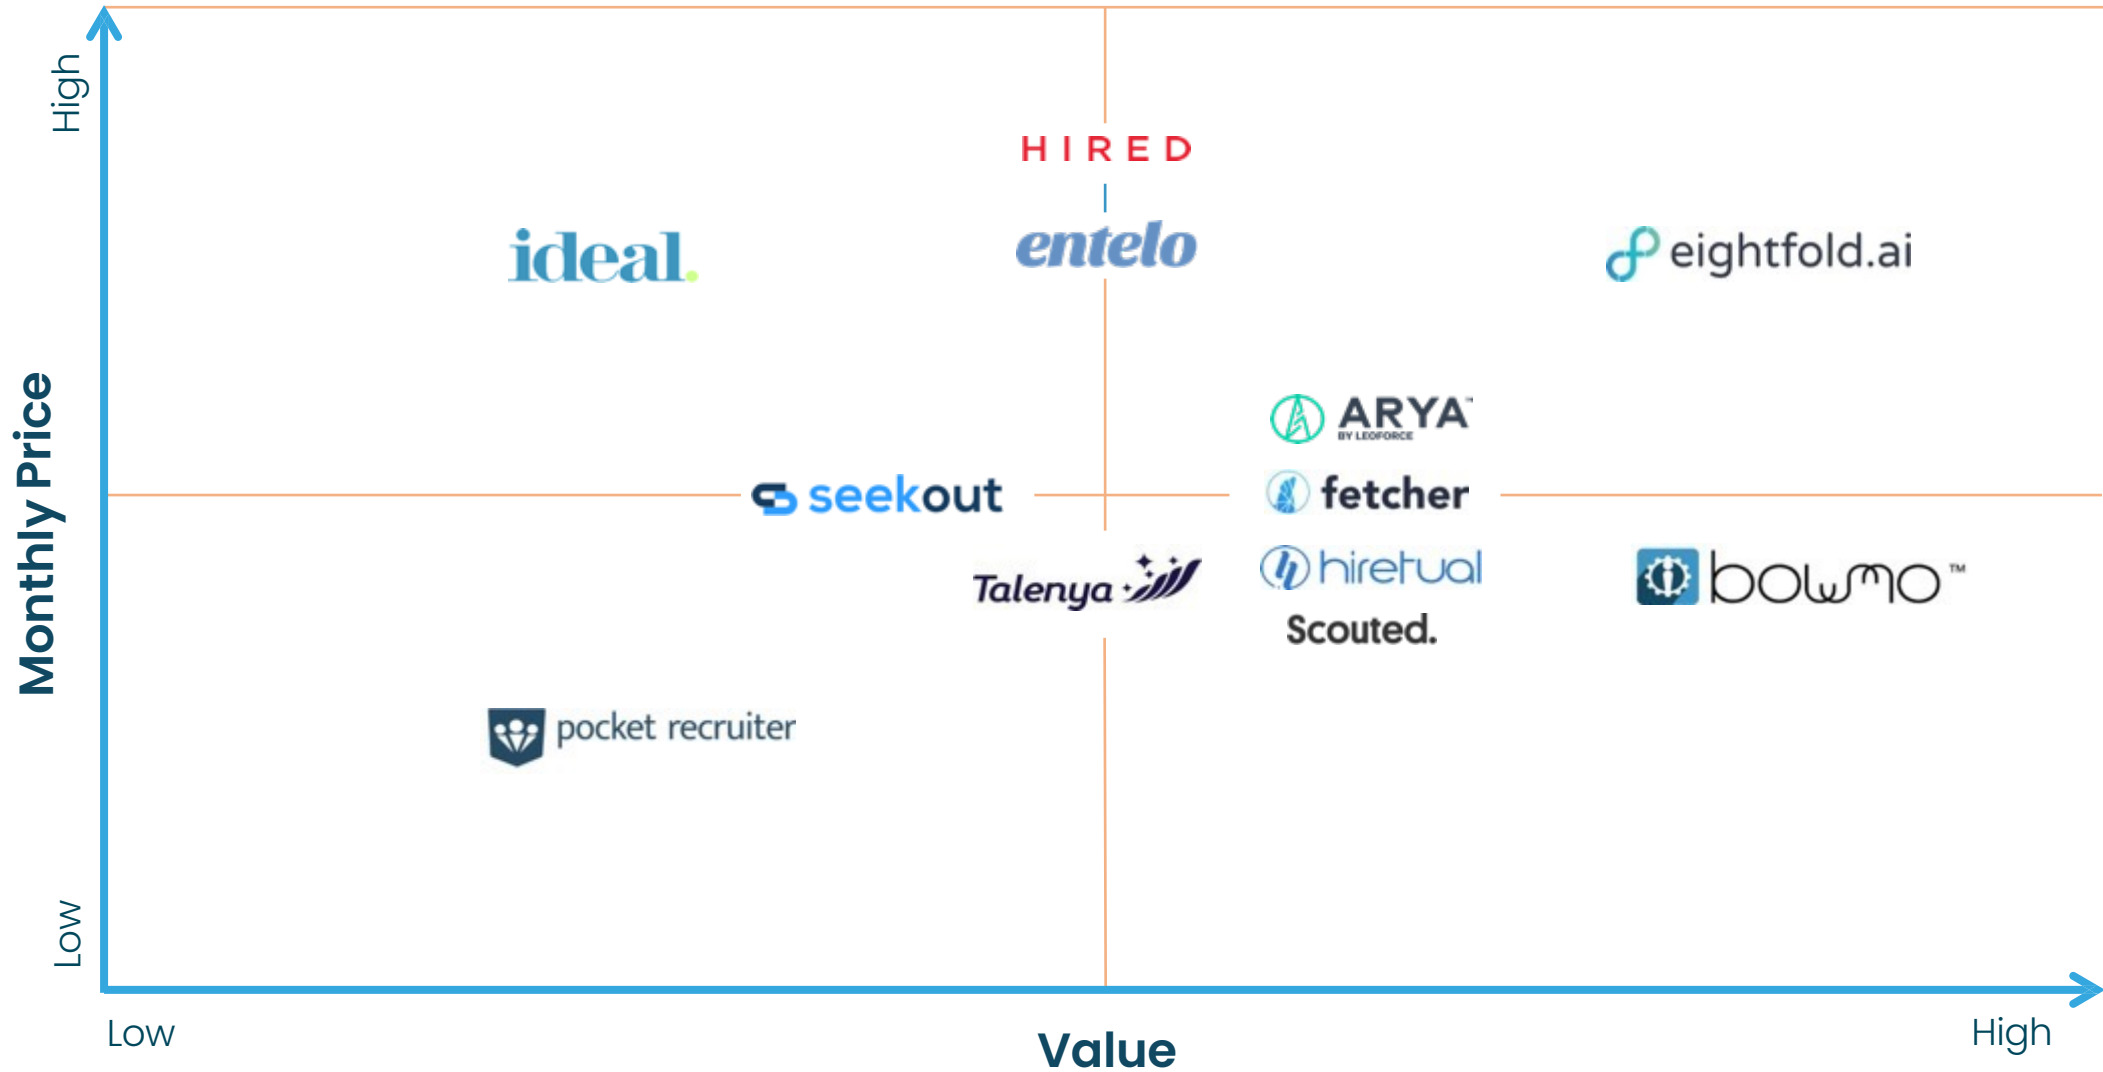 High
HIRED
ideal.
entelo
eightfold.ai
ARYA™
BY LEOFORCE
Monthly Price
seekout
fetcher
Talenya
hiretual
bowmo™
Scouted.
pocket recruiter
Low
Low
Value
High